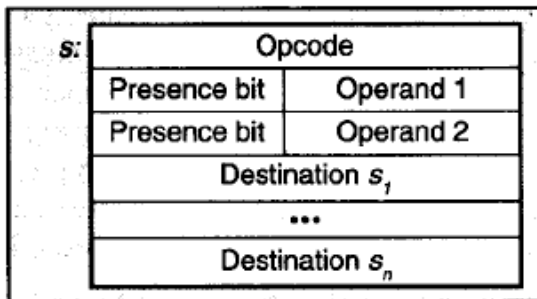 s: Opcode
Presence bit Operand 1
Presence bit Operand 2
Destination s₁
•••
Destination sₙ